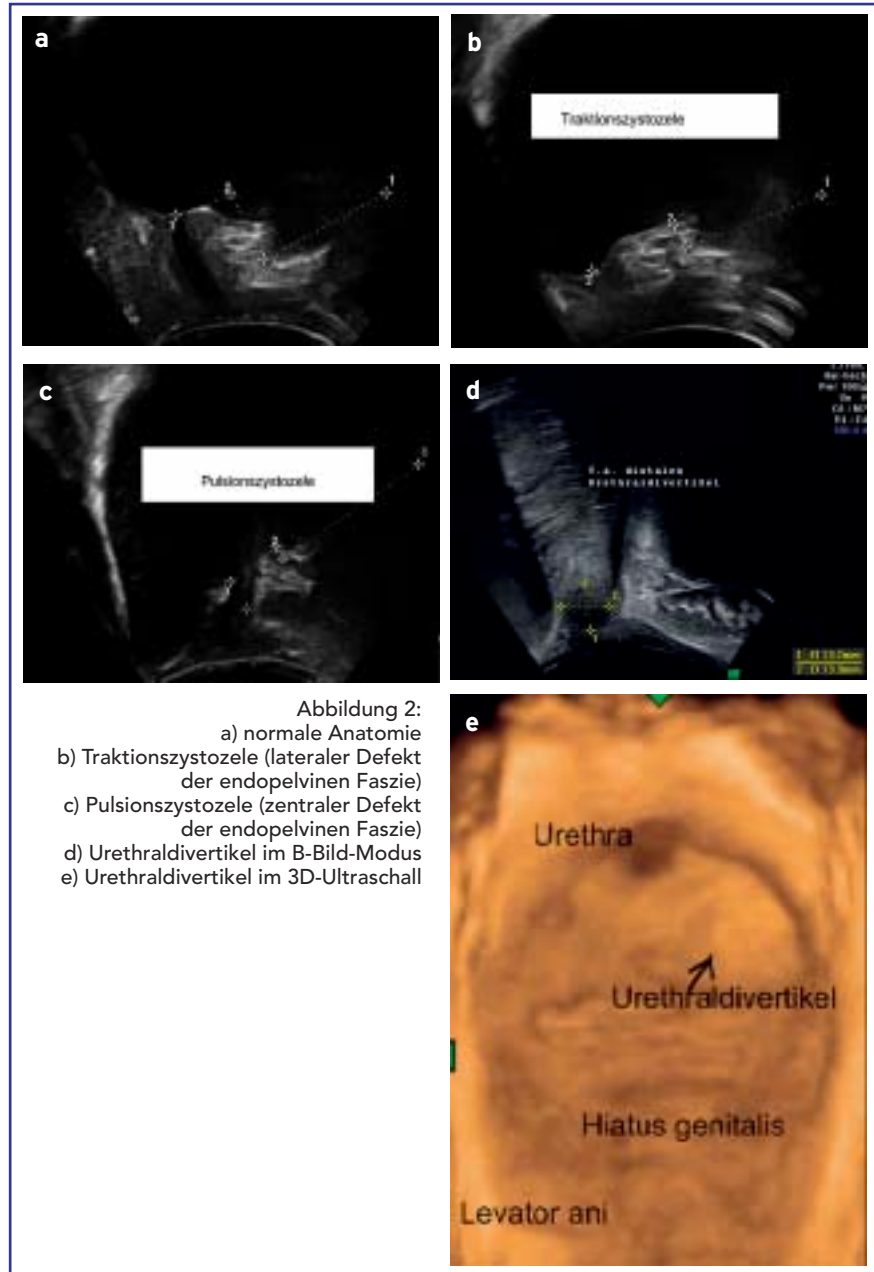 a
b
Traktionszystozele
c
Pulsionszystozele
d
Abbildung 2:
a) normale Anatomie
b) Traktionszystozele (lateraler Defekt
der endopelvinen Faszie)
c) Pulsionszystozele (zentraler Defekt
der endopelvinen Faszie)
d) Urethraldivertikel im B-Bild-Modus
e) Urethraldivertikel im 3D-Ultraschall
e
Urethra
Urethraldivertikel
Hiatus genitalis
Levator ani